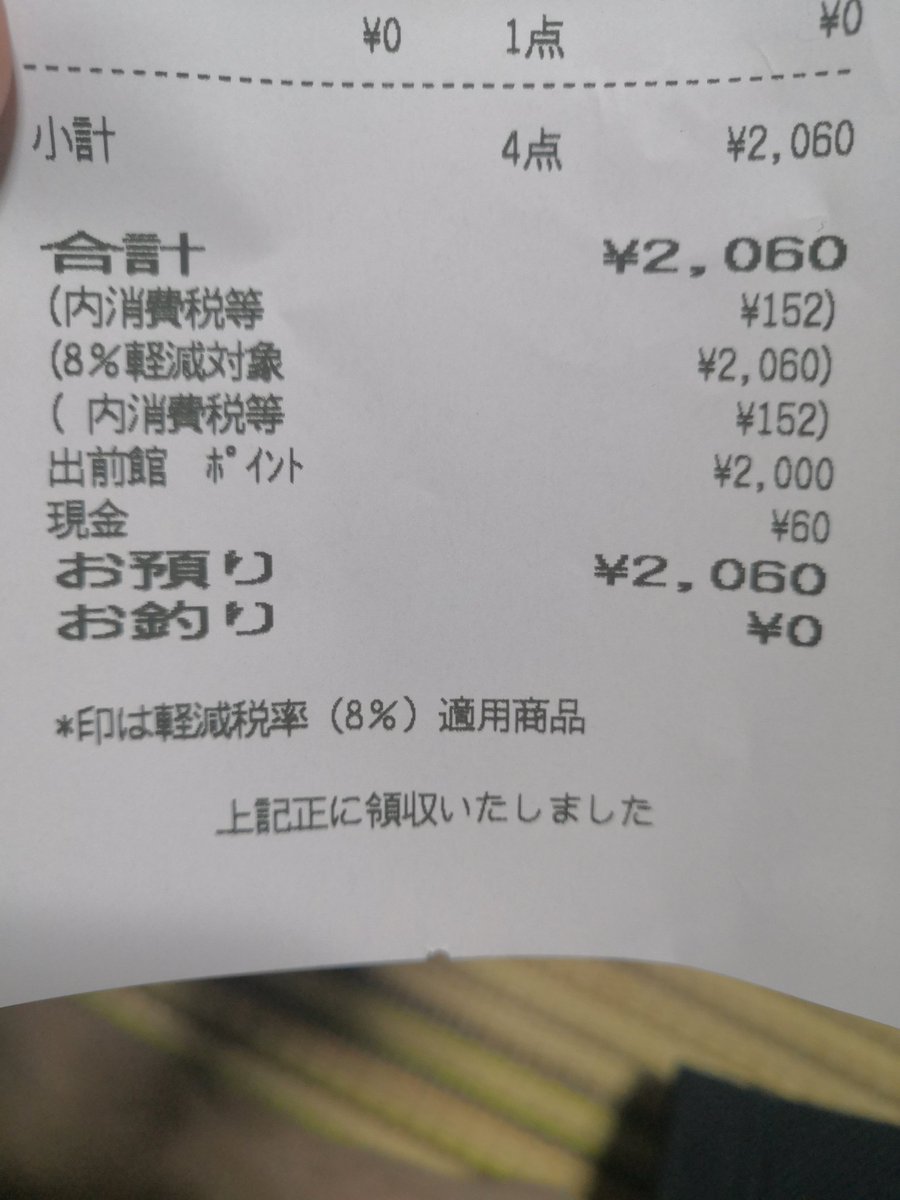 ¥0 1点 ¥0
小計 4点 ¥2,060
合計 ¥2,060
(内消費税等 ¥152)
(8%軽減対象 ¥2,060)
( 内消費税等 ¥152)
出前館 ﾎﾟｲﾝﾄ ¥2,000
現金 ¥60
お預り ¥2,060
お釣り ¥0
*印は軽減税率(8%)適用商品
上記正に領収いたしました